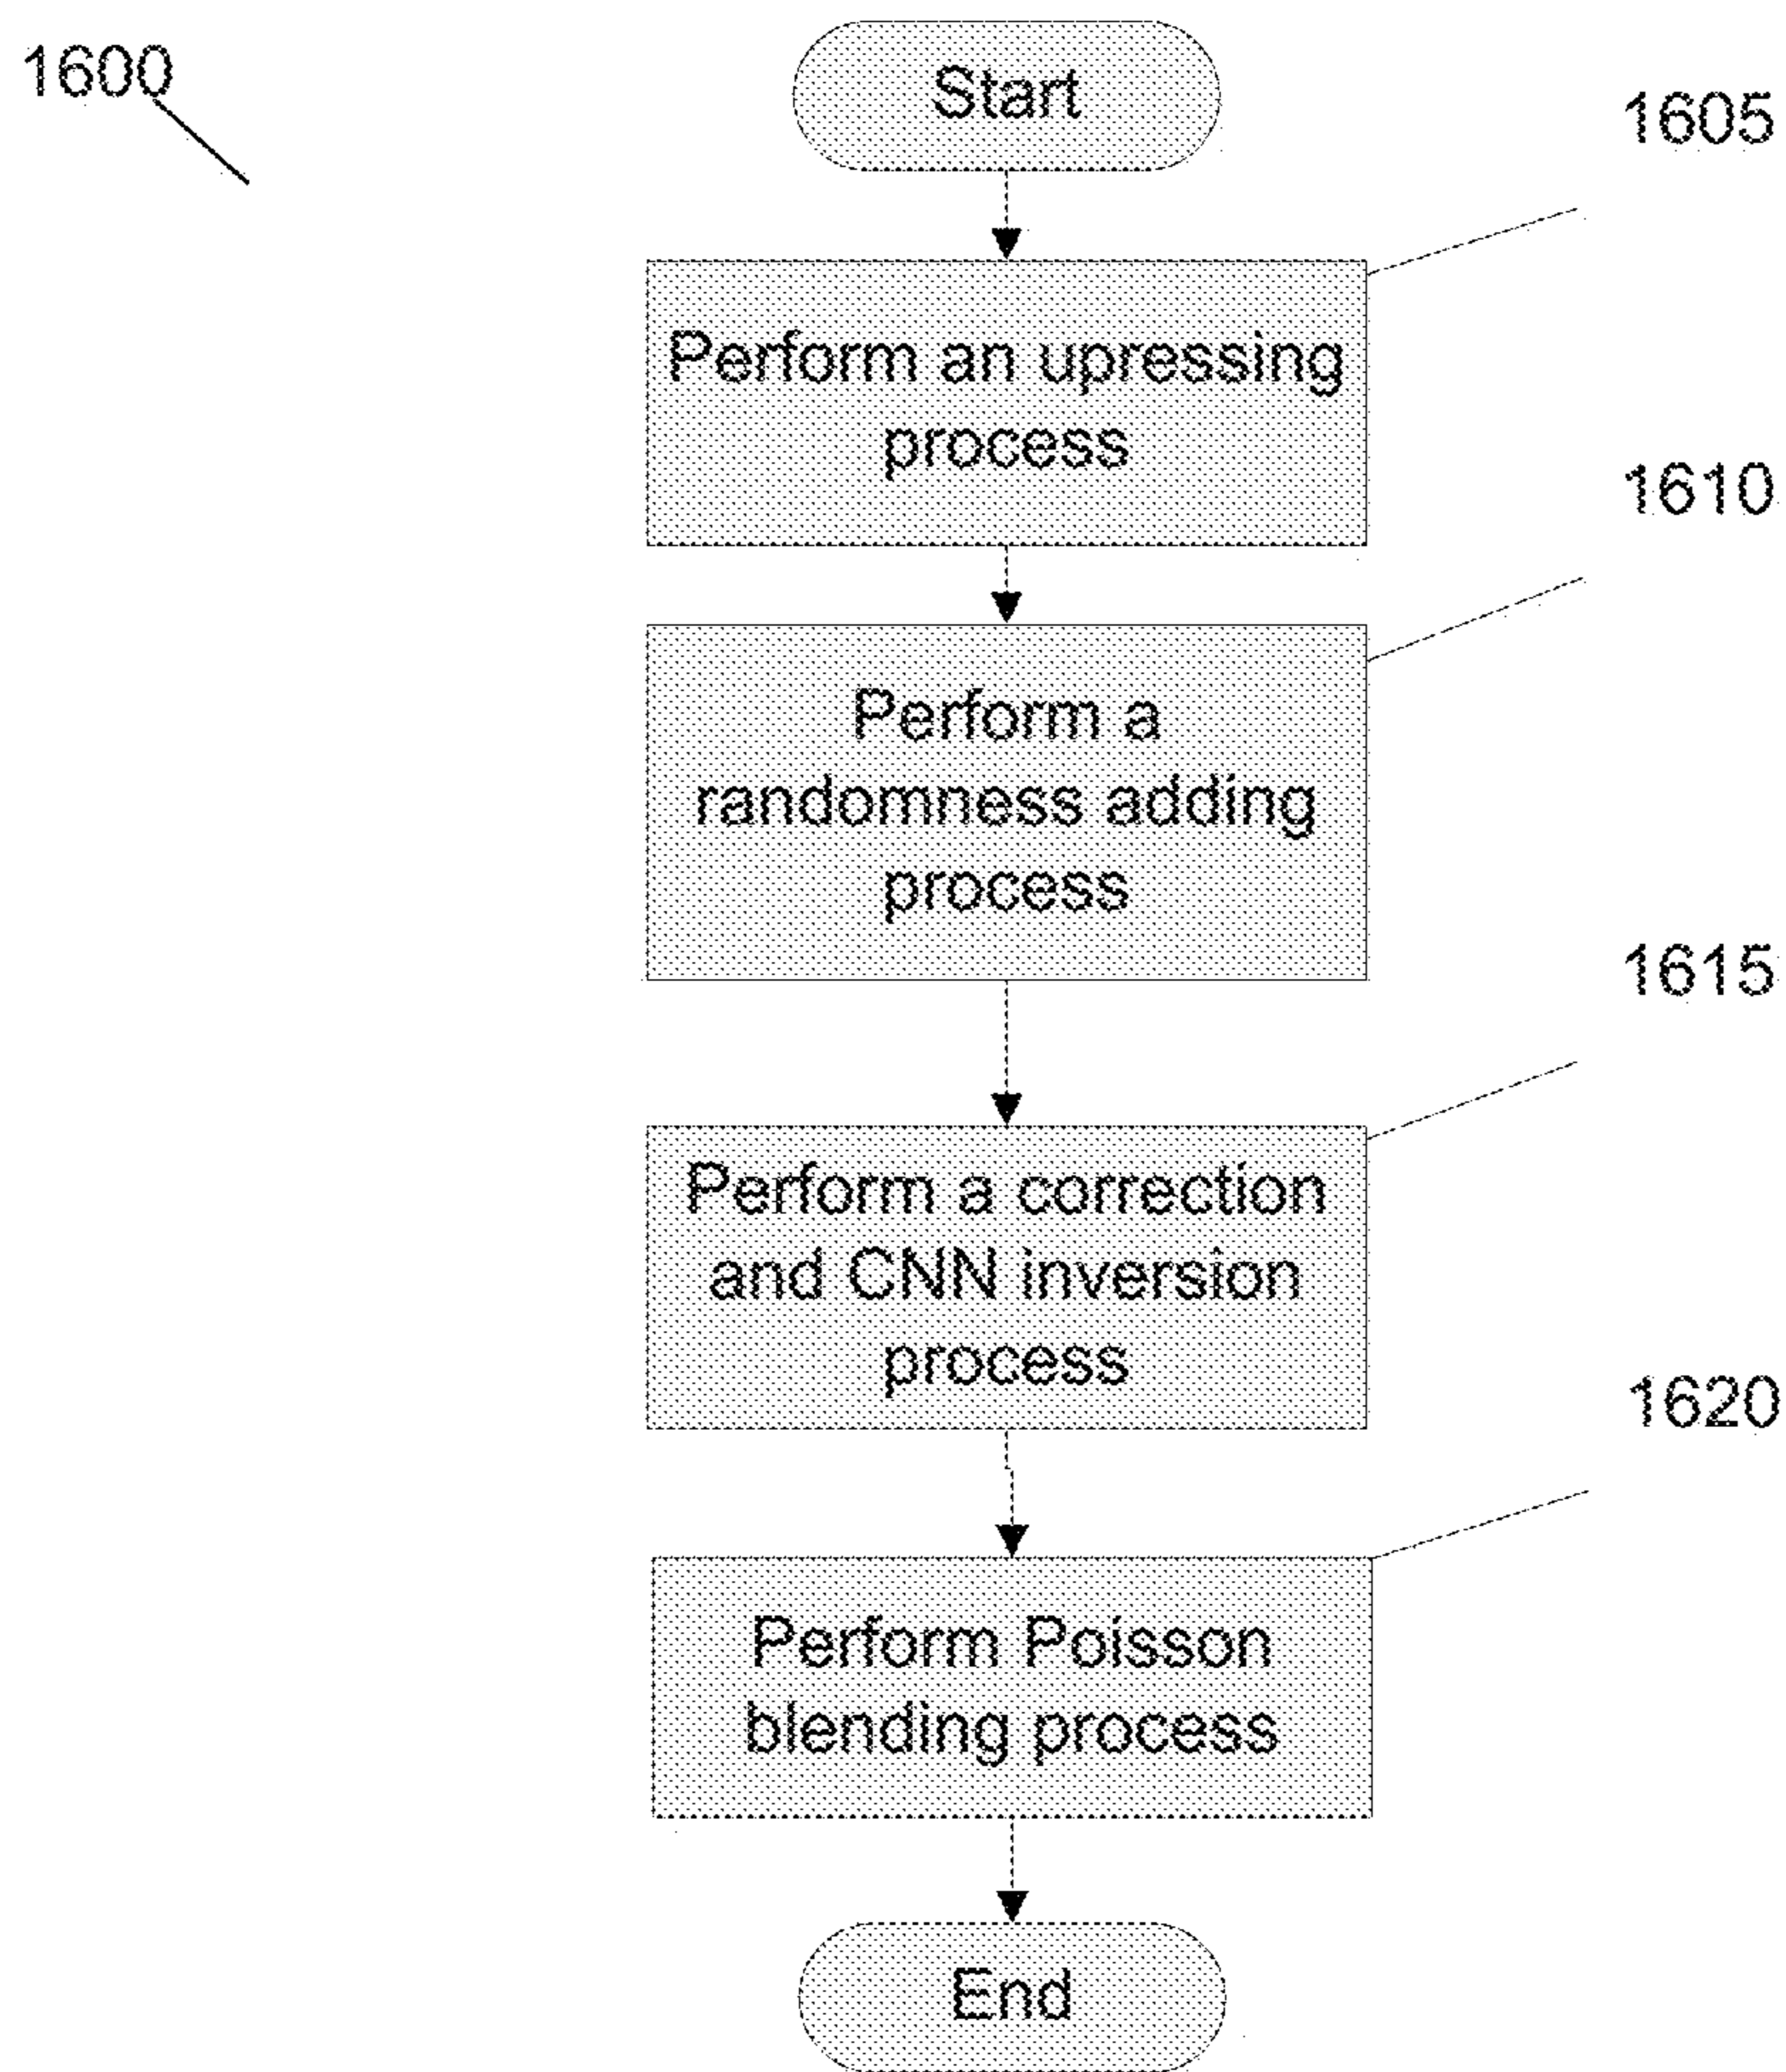 1600
Start
1605
Perform an upressing
process
1610
Perform a
randomness adding
process
1615
Perform a correction
and CNN inversion
process
1620
Perform Poisson
blending process
End